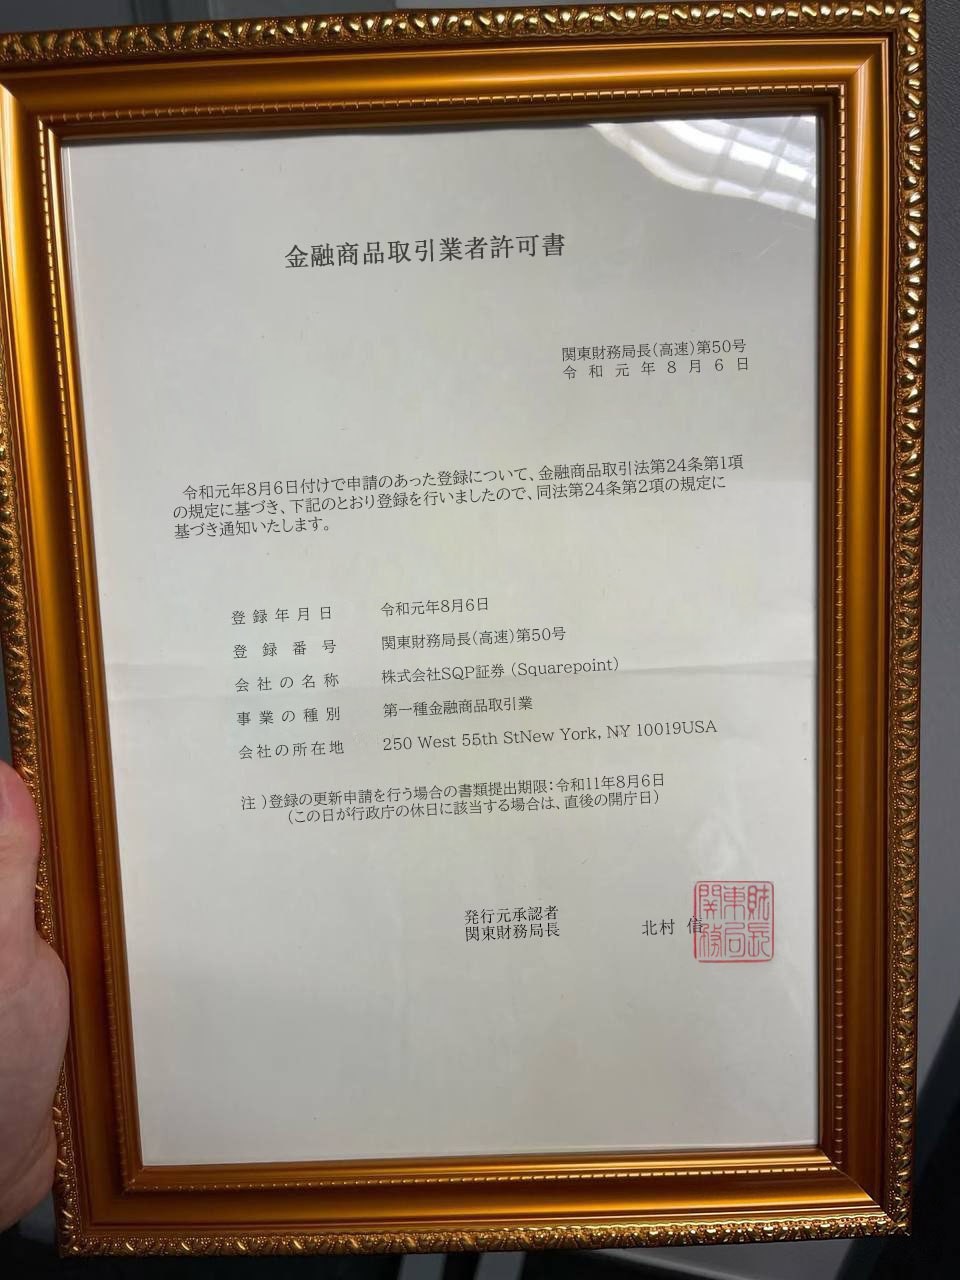 金融商品取引業者許可書
関東財務局長(高速)第50号
令和元年8月6日
令和元年8月6日付けで申請のあった登録について、金融商品取引法第24条第1項
の規定に基づき、下記のとおり登録を行いましたので、同法第24条第2項の規定に
基づき通知いたします。
登録年月日 令和元年8月6日
登録番号 関東財務局長(高速)第50号
会社の名称 株式会社SQP証券 (Squarepoint)
事業の種別 第一種金融商品取引業
会社の所在地 250 West 55th StNew York, NY 10019USA
注)登録の更新申請を行う場合の書類提出期限:令和11年8月6日
(この日が行政庁の休日に該当する場合は、直後の開庁日)
発行元承認者
関東財務局長 北村 信
関東財
務局長